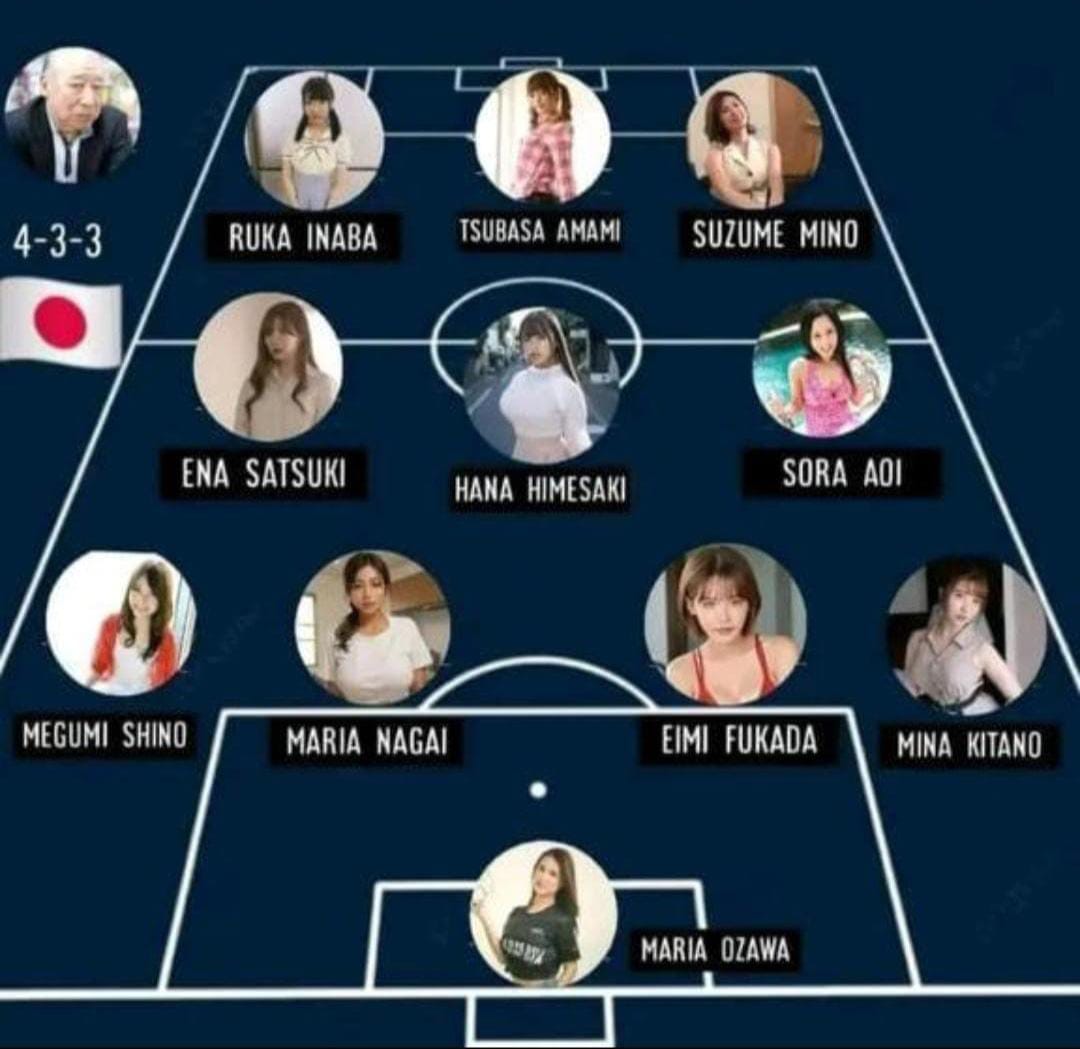 RUKA INABA
TSUBASA AMAMI
SUZUME MINO
4-3-3
ENA SATSUKI
HANA HIMESAKI
SORA AOI
MEGUMI SHINO
MARIA NAGAI
EIMI FUKADA
MINA KITANO
MARIA OZAWA